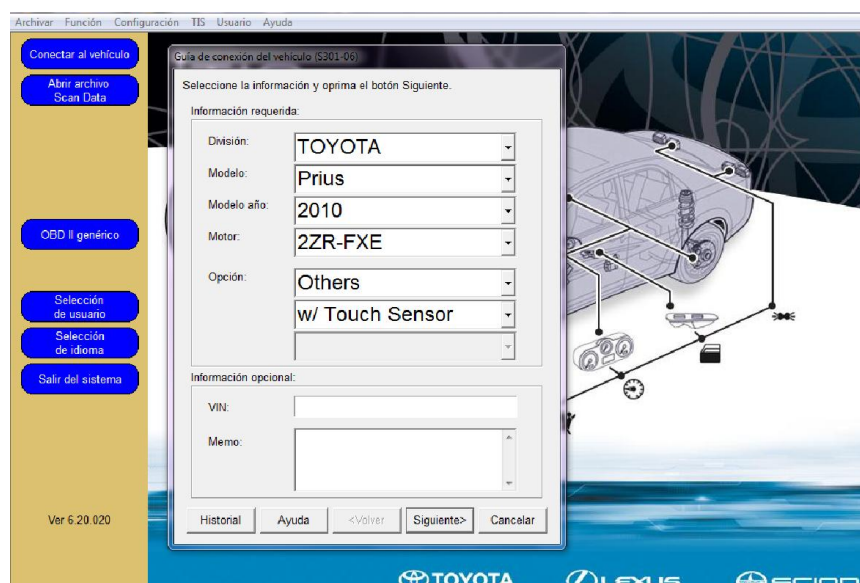 Archivar Función Configuración TIS Usuario Ayuda
Conectar al vehículo
Abrir archivo
Scan Data
OBD II genérico
Selección
de usuario
Selección
de idioma
Salir del sistema
Ver 6.20.020
Guía de conexión del vehículo (S301-06)
Seleccione la información y oprima el botón Siguiente.
Información requerida:
División: TOYOTA
Modelo: Prius
Modelo año: 2010
Motor: 2ZR-FXE
Opción: Others
w/ Touch Sensor
Información opcional:
VIN:
Memo:
Historial Ayuda <Volver Siguiente> Cancelar
TOYOTA LEXUS SCION